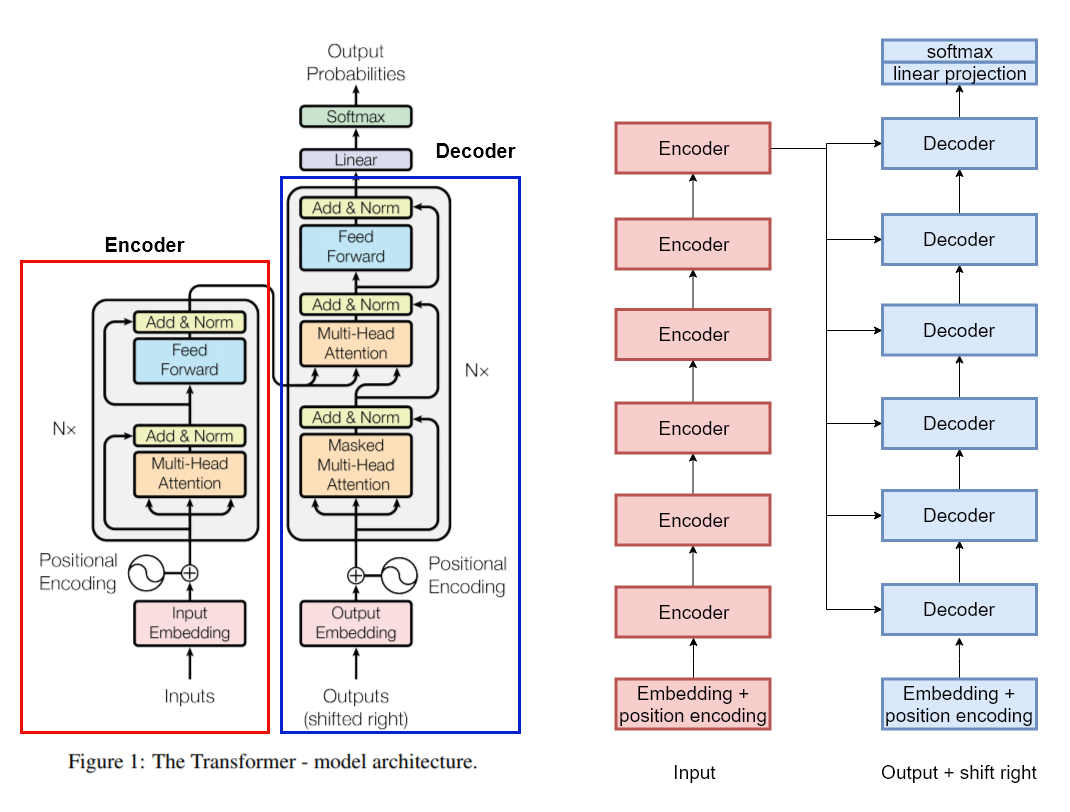 Output
Probabilities
Softmax
Linear
Decoder
Add & Norm
Feed
Forward
Add & Norm
Multi-Head
Attention
N×
Add & Norm
Masked
Multi-Head
Attention
Positional
Encoding
Output
Embedding
Outputs
(shifted right)
Encoder
Add & Norm
Feed
Forward
N×
Add & Norm
Multi-Head
Attention
Positional
Encoding
Input
Embedding
Inputs
Figure 1: The Transformer - model architecture.
Encoder
Encoder
Encoder
Encoder
Encoder
Encoder
Embedding +
position encoding
Input
softmax
linear projection
Decoder
Decoder
Decoder
Decoder
Decoder
Decoder
Embedding +
position encoding
Output + shift right